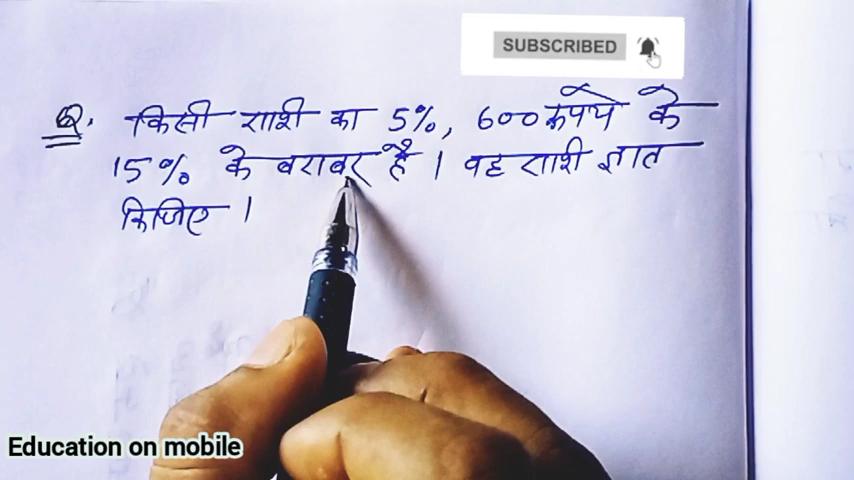 SUBSCRIBED
Q. किसी राशी का 5%, 600 रूपये के
15% के बराबर है । वह राशी ज्ञात
किजिए ।
Education on mobile